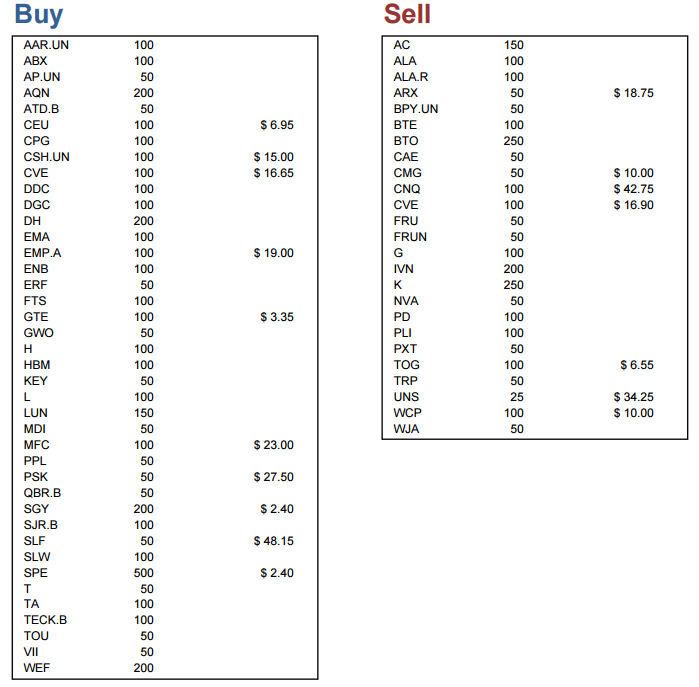 Buy
AAR.UN 100
ABX 100
AP.UN 50
AQN 200
ATD.B 50
CEU 100 $ 6.95
CPG 100
CSH.UN 100 $ 15.00
CVE 100 $ 16.65
DDC 100
DGC 100
DH 200
EMA 100
EMP.A 100 $ 19.00
ENB 100
ERF 50
FTS 100
GTE 100 $ 3.35
GWO 50
H 100
HBM 100
KEY 50
L 100
LUN 150
MDI 50
MFC 100 $ 23.00
PPL 50
PSK 50 $ 27.50
QBR.B 50
SGY 200 $ 2.40
SJR.B 100
SLF 50 $ 48.15
SLW 100
SPE 500 $ 2.40
T 50
TA 100
TECK.B 100
TOU 50
VII 50
WEF 200
Sell
AC 150
ALA 100
ALA.R 100
ARX 50 $ 18.75
BPY.UN 50
BTE 100
BTO 250
CAE 50
CMG 50 $ 10.00
CNQ 100 $ 42.75
CVE 100 $ 16.90
FRU 50
FRUN 50
G 100
IVN 200
K 250
NVA 50
PD 100
PLI 100
PXT 50
TOG 100 $ 6.55
TRP 50
UNS 25 $ 34.25
WCP 100 $ 10.00
WJA 50